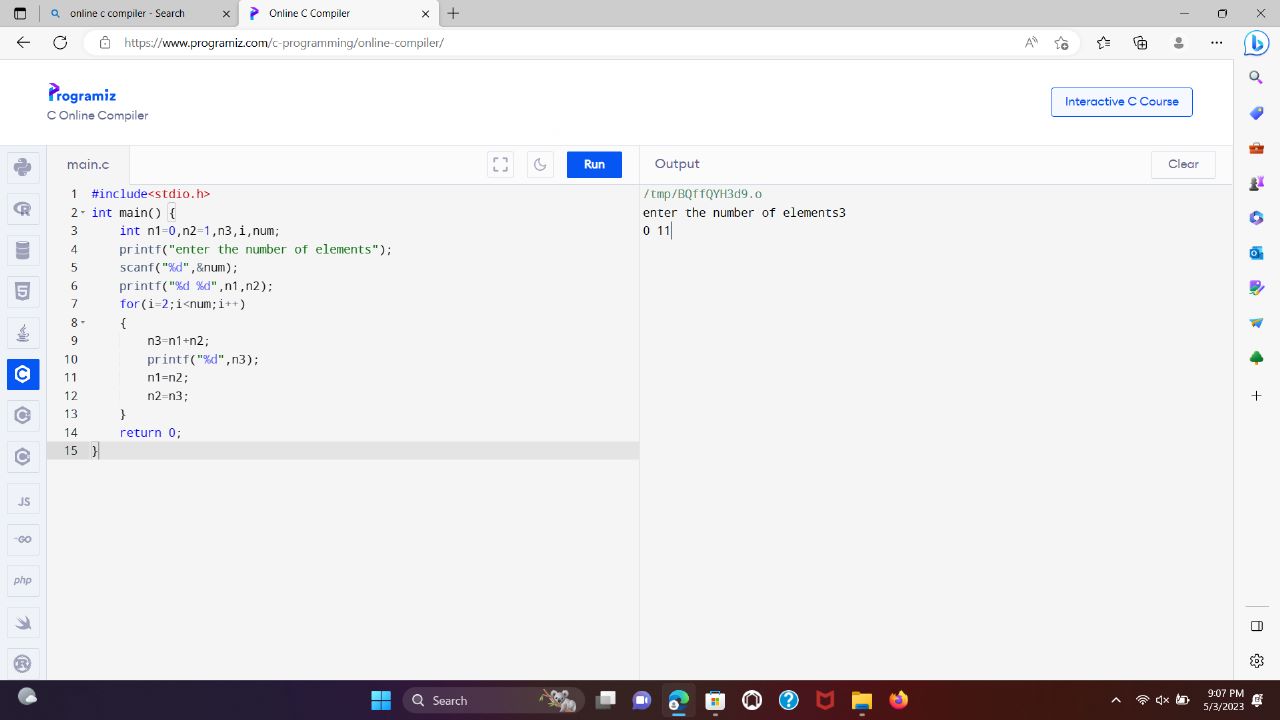 online c compiler - Search
Online C Compiler
https://www.programiz.com/c-programming/online-compiler/
Programiz
C Online Compiler
Interactive C Course
main.c
Run
Output
Clear
1 #include<stdio.h>
2 int main() {
3 int n1=0,n2=1,n3,i,num;
4 printf("enter the number of elements");
5 scanf("%d",&num);
6 printf("%d %d",n1,n2);
7 for(i=2;i<num;i++)
8 {
9 n3=n1+n2;
10 printf("%d",n3);
11 n1=n2;
12 n2=n3;
13 }
14 return 0;
15 }
/tmp/BQffQYH3d9.o
enter the number of elements3
0 11
JS
GO
php
Search
9:07 PM
5/3/2023